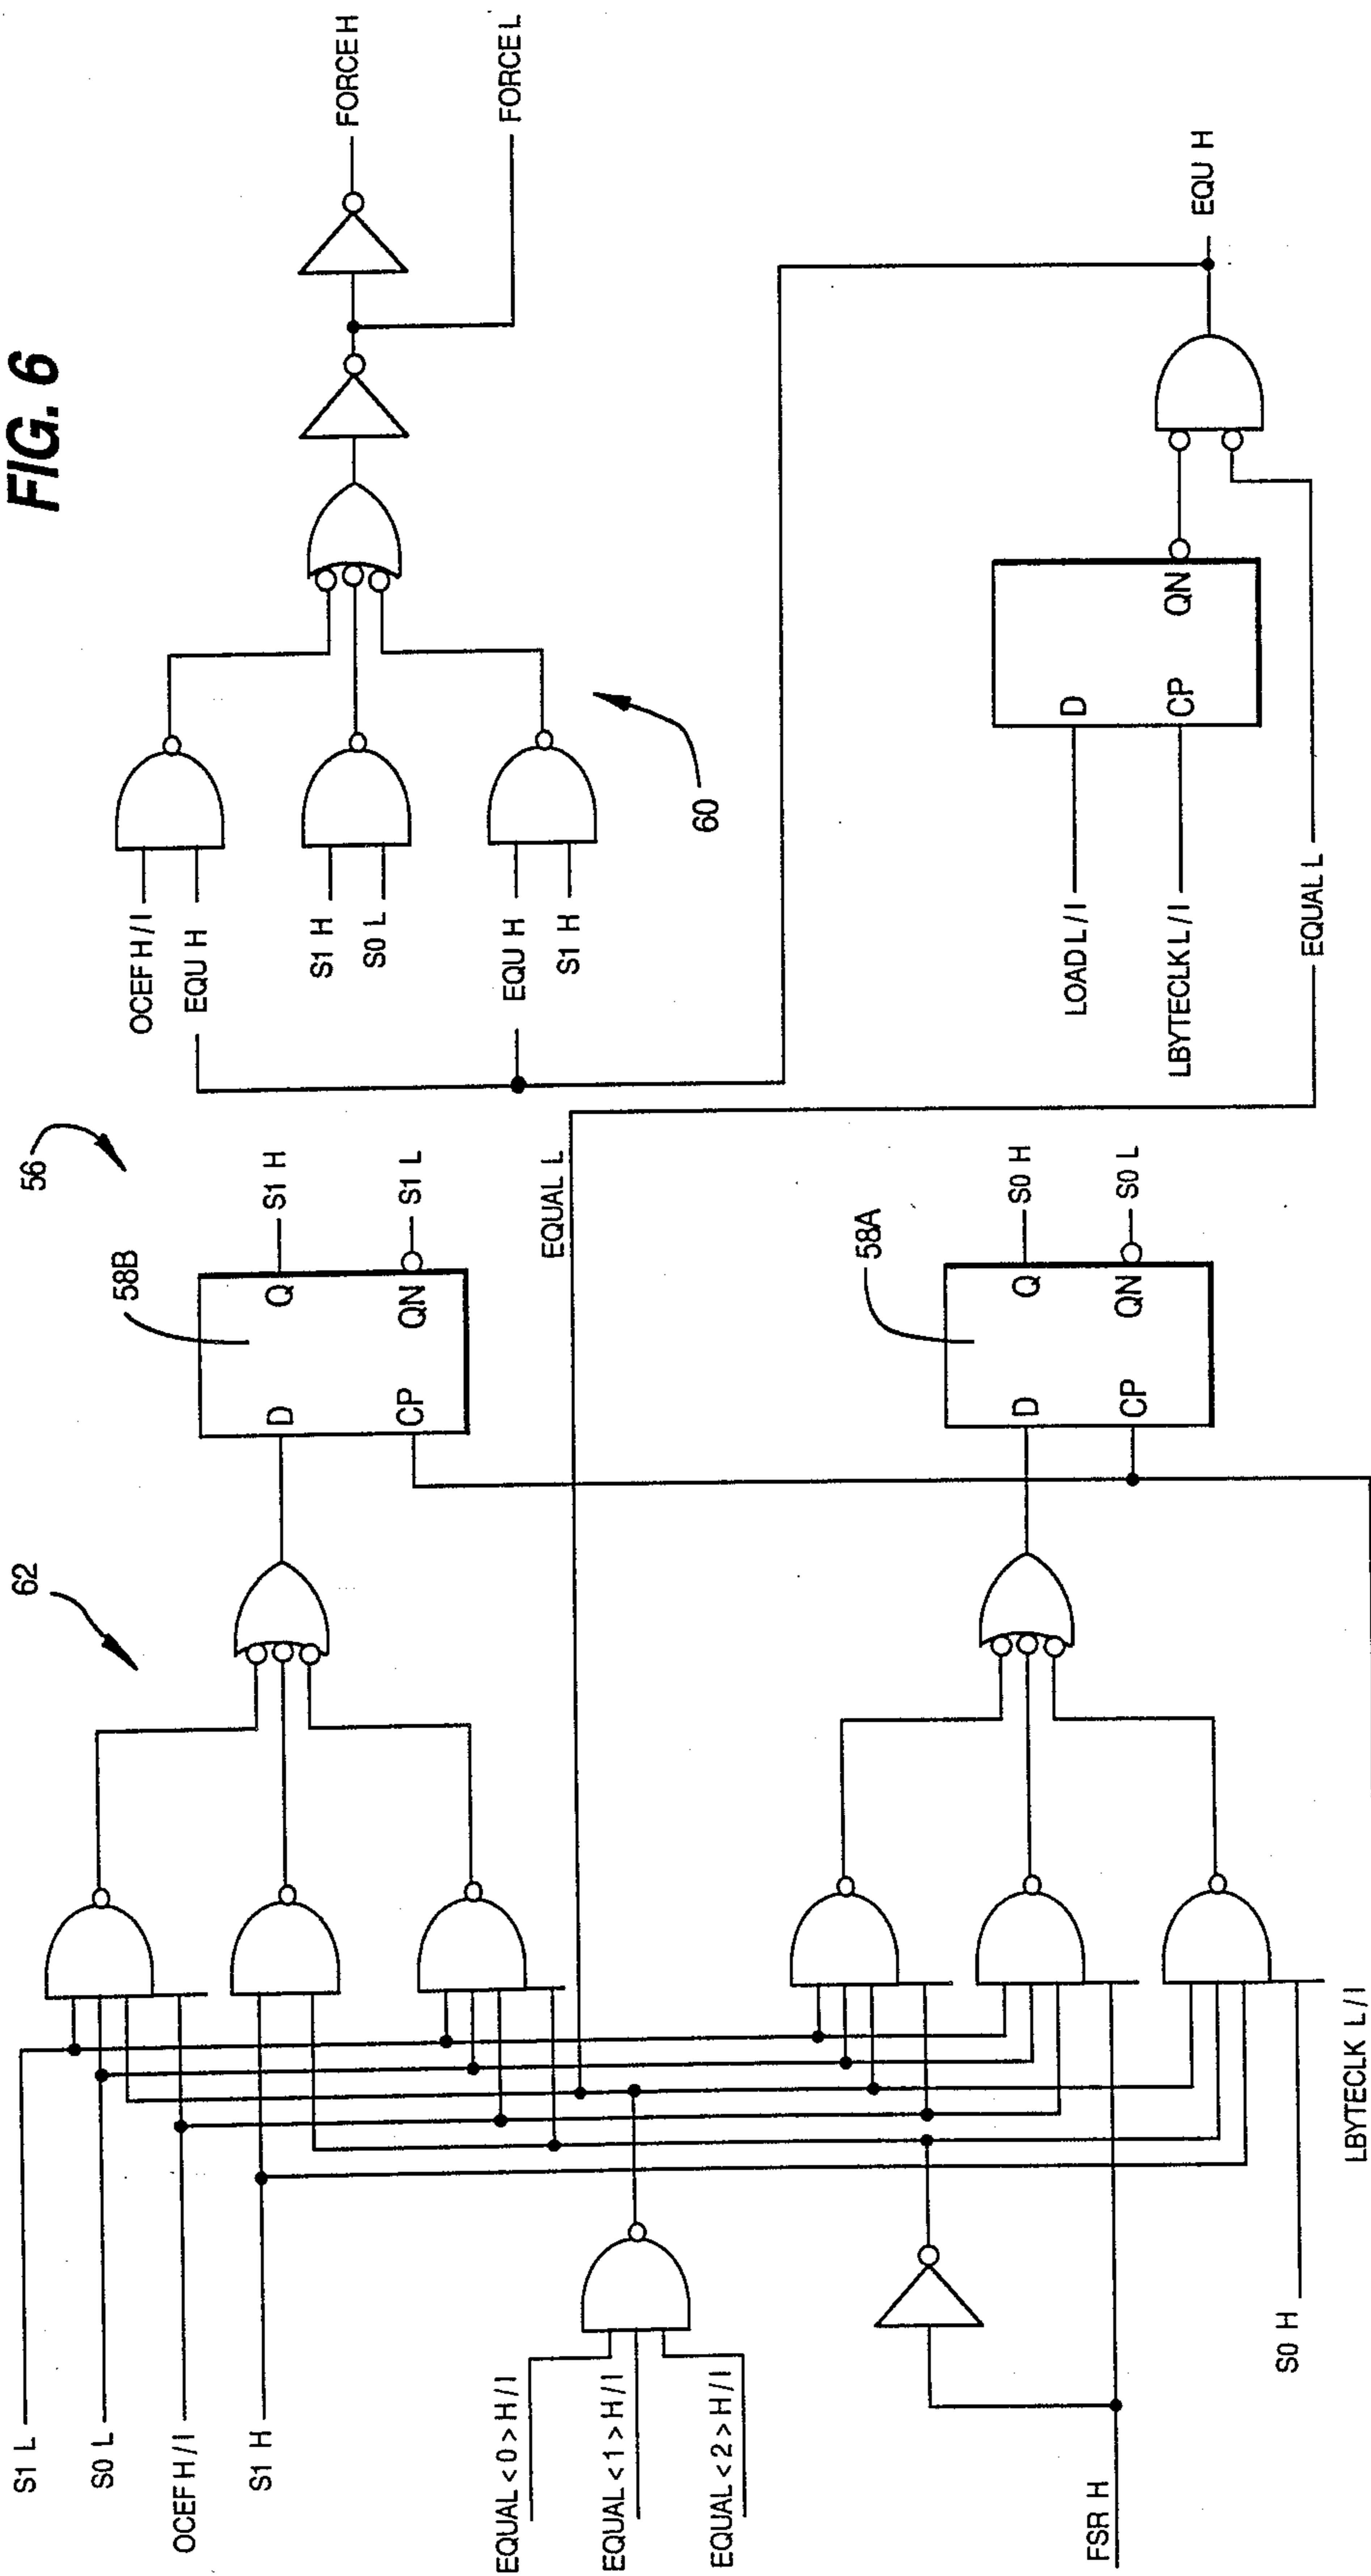 FIG. 6
S1 L
S0 L
OCEF H/I
S1 H
EQUAL < 0 > H / I
EQUAL < 1 > H / I
EQUAL < 2 > H / I
FSR H
S0 H
LBYTECLK L / I
62
58B
D
Q
CP
QN
S1 H
S1 L
56
EQUAL L
58A
D
Q
CP
QN
S0 H
S0 L
OCEF H / I
EQU H
S1 H
S0 L
EQU H
S1 H
60
FORCE H
FORCE L
LOAD L / I
LBYTECLK L / I
D
CP
QN
EQUAL L
EQU H